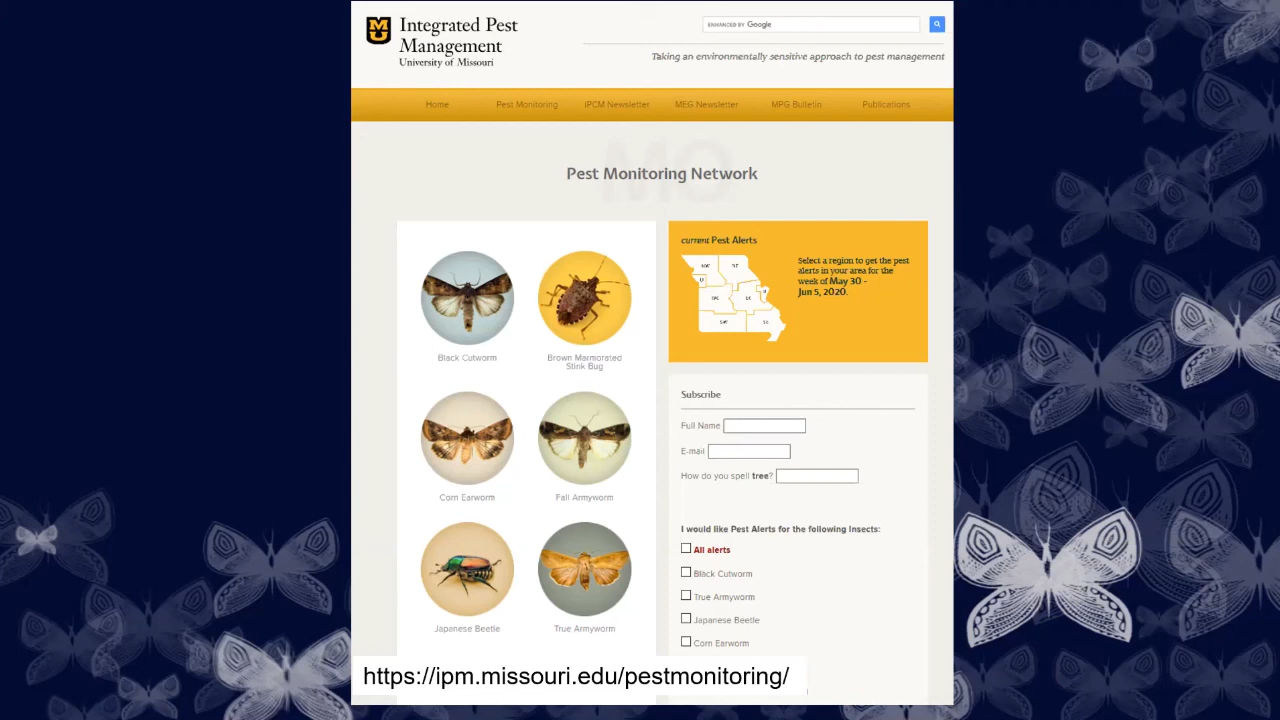 Integrated Pest
Management
University of Missouri
ENHANCED BY Google
Taking an environmentally sensitive approach to pest management
Home Pest Monitoring IPCM Newsletter MEG Newsletter MPG Bulletin Publications
MO
Pest Monitoring Network
Black Cutworm
Brown Marmorated
Stink Bug
Corn Earworm
Fall Armyworm
Japanese Beetle
True Armyworm
current Pest Alerts
Select a region to get the pest
alerts in your area for the
week of May 30 -
Jun 5, 2020.
Subscribe
Full Name
E-mail
How do you spell tree?
I would like Pest Alerts for the following Insects:
All alerts
Black Cutworm
True Armyworm
Japanese Beetle
Corn Earworm
https://ipm.missouri.edu/pestmonitoring/